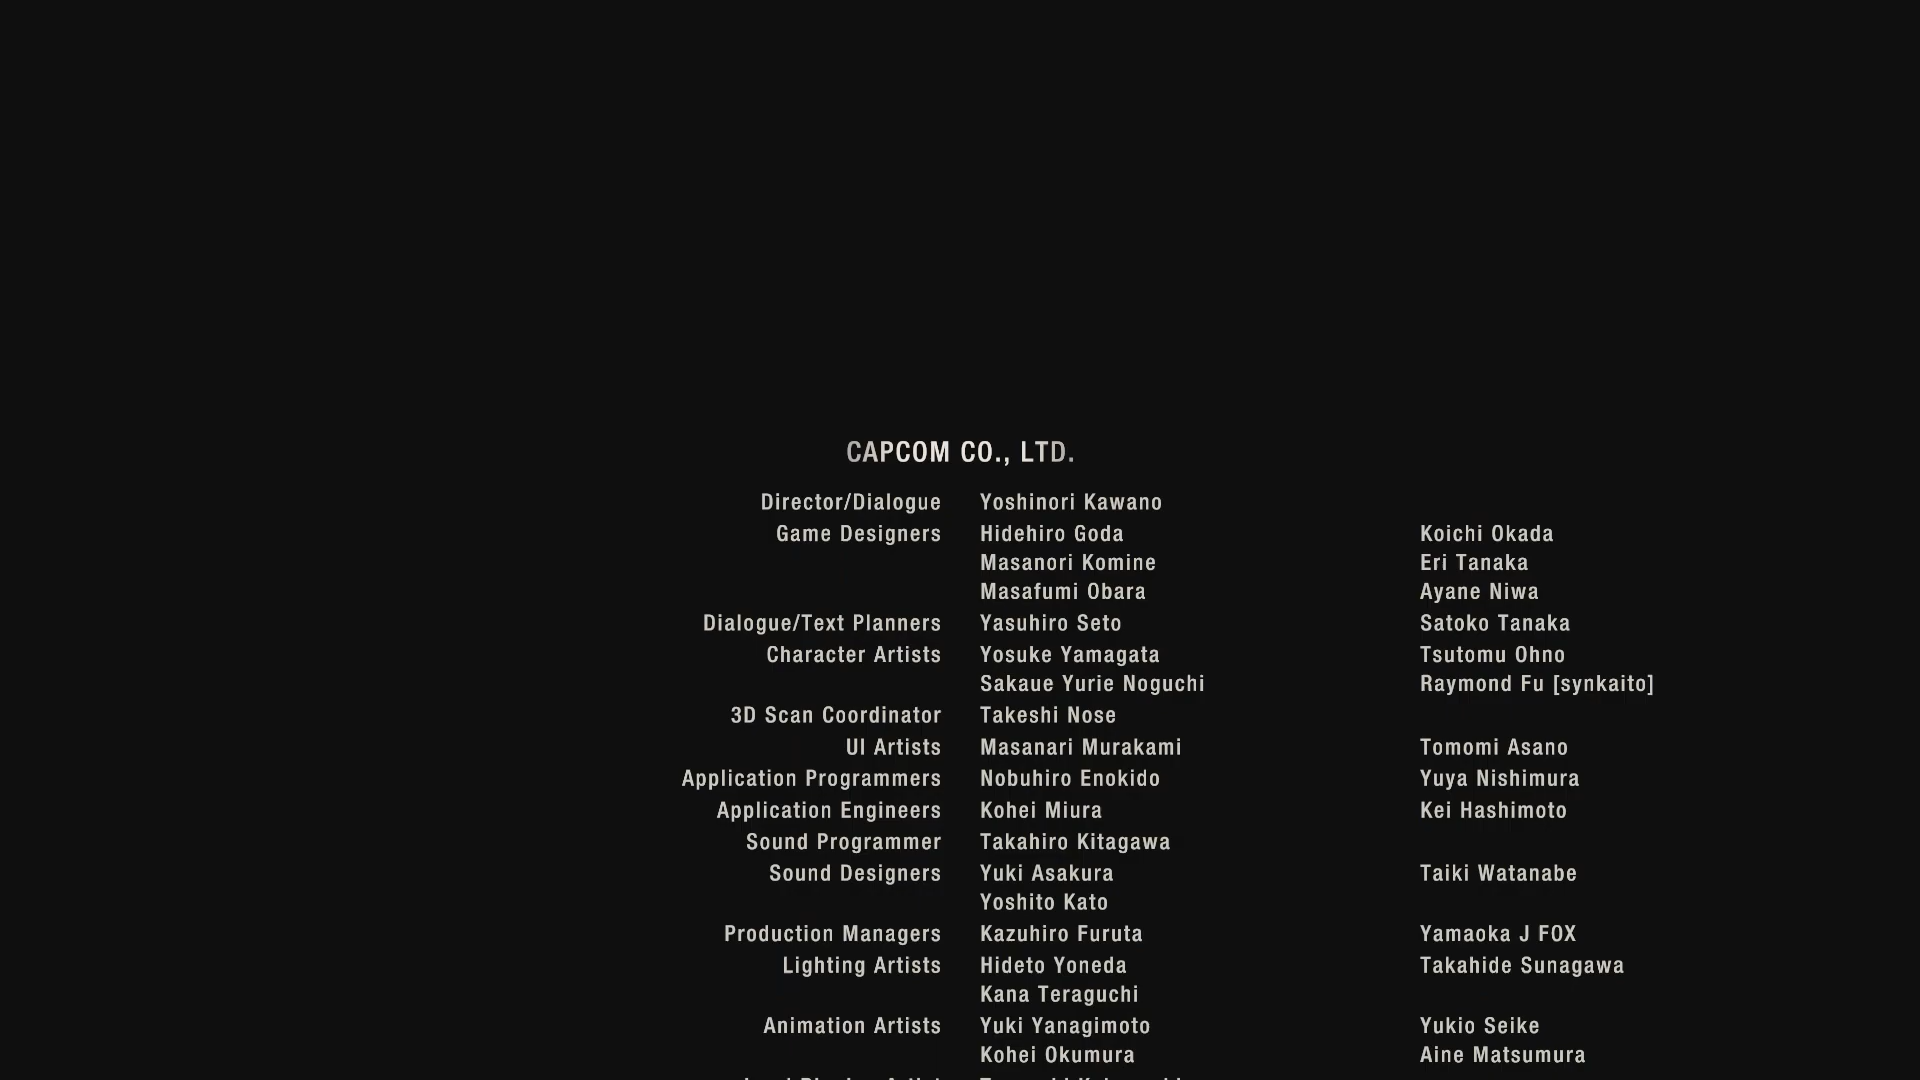 CAPCOM CO., LTD.
Director/Dialogue Yoshinori Kawano
Game Designers Hidehiro Goda Koichi Okada
Masanori Komine Eri Tanaka
Masafumi Obara Ayane Niwa
Dialogue/Text Planners Yasuhiro Seto Satoko Tanaka
Character Artists Yosuke Yamagata Tsutomu Ohno
Sakaue Yurie Noguchi Raymond Fu [synkaito]
3D Scan Coordinator Takeshi Nose
UI Artists Masanari Murakami Tomomi Asano
Application Programmers Nobuhiro Enokido Yuya Nishimura
Application Engineers Kohei Miura Kei Hashimoto
Sound Programmer Takahiro Kitagawa
Sound Designers Yuki Asakura Taiki Watanabe
Yoshito Kato
Production Managers Kazuhiro Furuta Yamaoka J FOX
Lighting Artists Hideto Yoneda Takahide Sunagawa
Kana Teraguchi
Animation Artists Yuki Yanagimoto Yukio Seike
Kohei Okumura Aine Matsumura